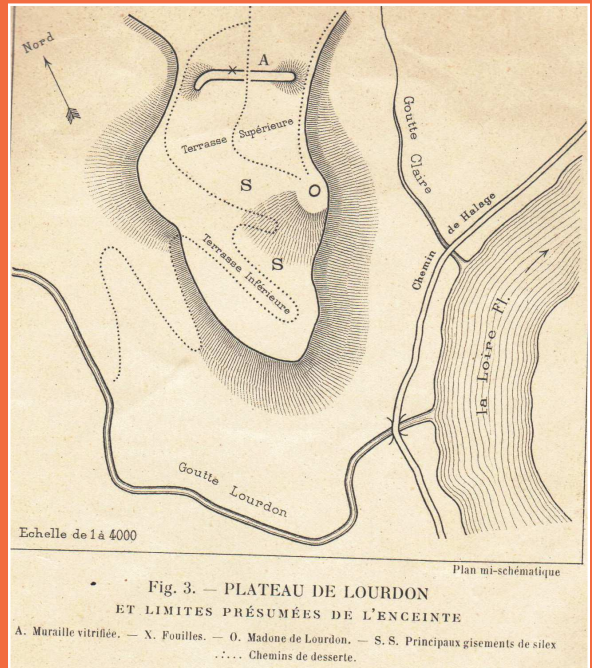 Nord
A
X
Terrasse Supérieure
S
O
S
Terrasse Inférieure
Goutte Claire
Chemin de Halage
la Loire Fl.
Goutte Lourdon
Echelle de 1 à 4000
Plan mi-schématique
Fig. 3. — PLATEAU DE LOURDON
ET LIMITES PRÉSUMÉES DE L'ENCEINTE
A. Muraille vitrifiée. — X. Fouilles. — O. Madone de Lourdon. — S. S. Principaux gisements de silex
.:.... Chemins de desserte.